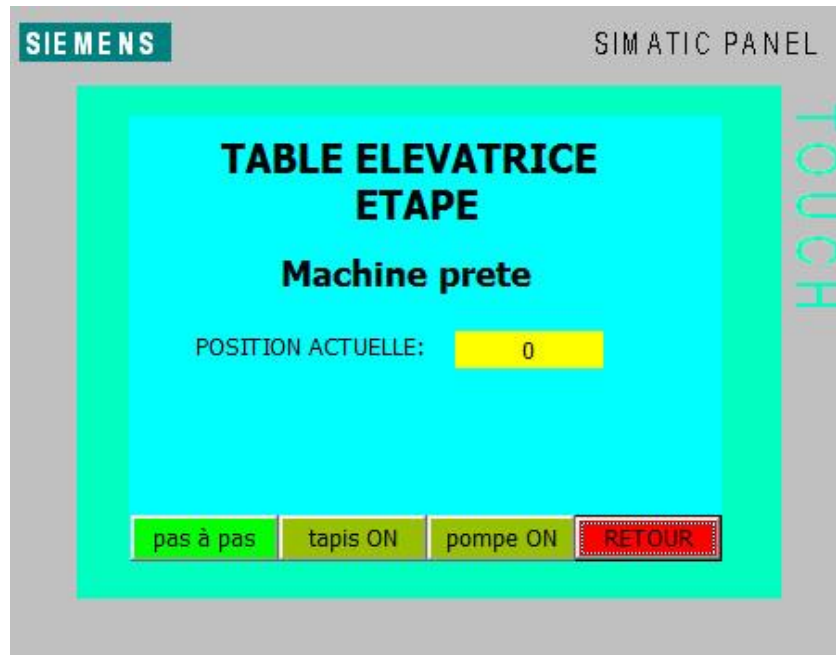 SIEMENS
SIMATIC PANEL
TOUCH
TABLE ELEVATRICE
ETAPE
Machine prete
POSITION ACTUELLE: 0
pas à pas tapis ON pompe ON RETOUR